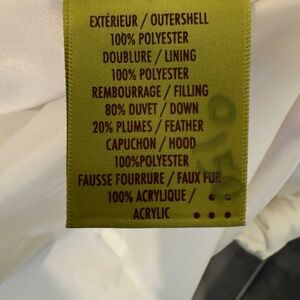 EXTÉRIEUR / OUTERSHELL
100% POLYESTER
DOUBLURE / LINING
100% POLYESTER
REMBOURRAGE / FILLING
80% DUVET / DOWN
20% PLUMES / FEATHER
CAPUCHON / HOOD
100%POLYESTER
FAUSSE FOURRURE / FAUX FUR
100% ACRYLIQUE /
ACRYLIC